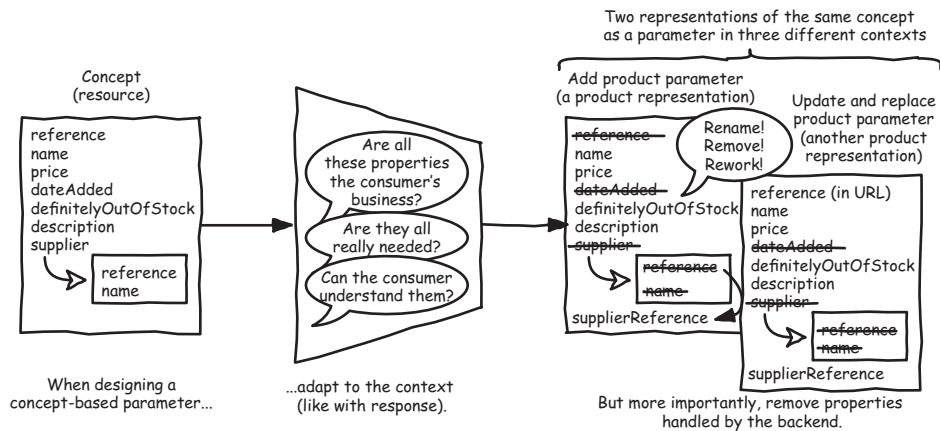 Two representations of the same concept
as a parameter in three different contexts
Concept
(resource)
reference
name
price
dateAdded
definitelyOutOfStock
description
supplier
reference
name
When designing a
concept-based parameter...
Are all
these properties
the consumer's
business?
Are they all
really needed?
Can the consumer
understand them?
...adapt to the context
(like with response).
Add product parameter
(a product representation)
reference
name
price
dateAdded
definitelyOutOfStock
description
supplier
reference
name
supplierReference
Rename!
Remove!
Rework!
Update and replace
product parameter
(another product
representation)
reference (in URL)
name
price
dateAdded
definitelyOutOfStock
description
supplier
reference
name
supplierReference
But more importantly, remove properties
handled by the backend.